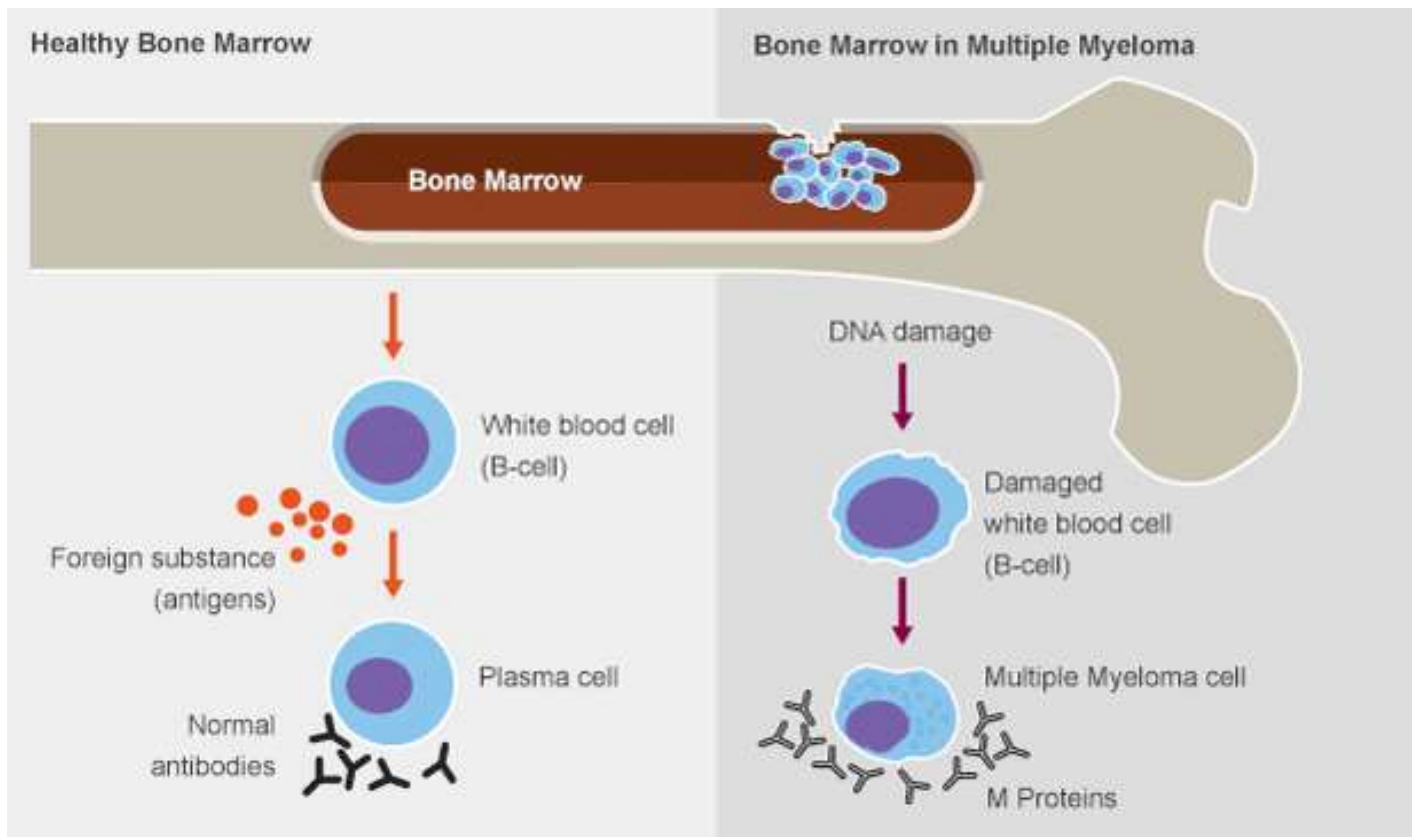 Healthy Bone Marrow
Bone Marrow in Multiple Myeloma
Bone Marrow
White blood cell
(B-cell)
Foreign substance
(antigens)
Plasma cell
Normal
antibodies
DNA damage
Damaged
white blood cell
(B-cell)
Multiple Myeloma cell
M Proteins